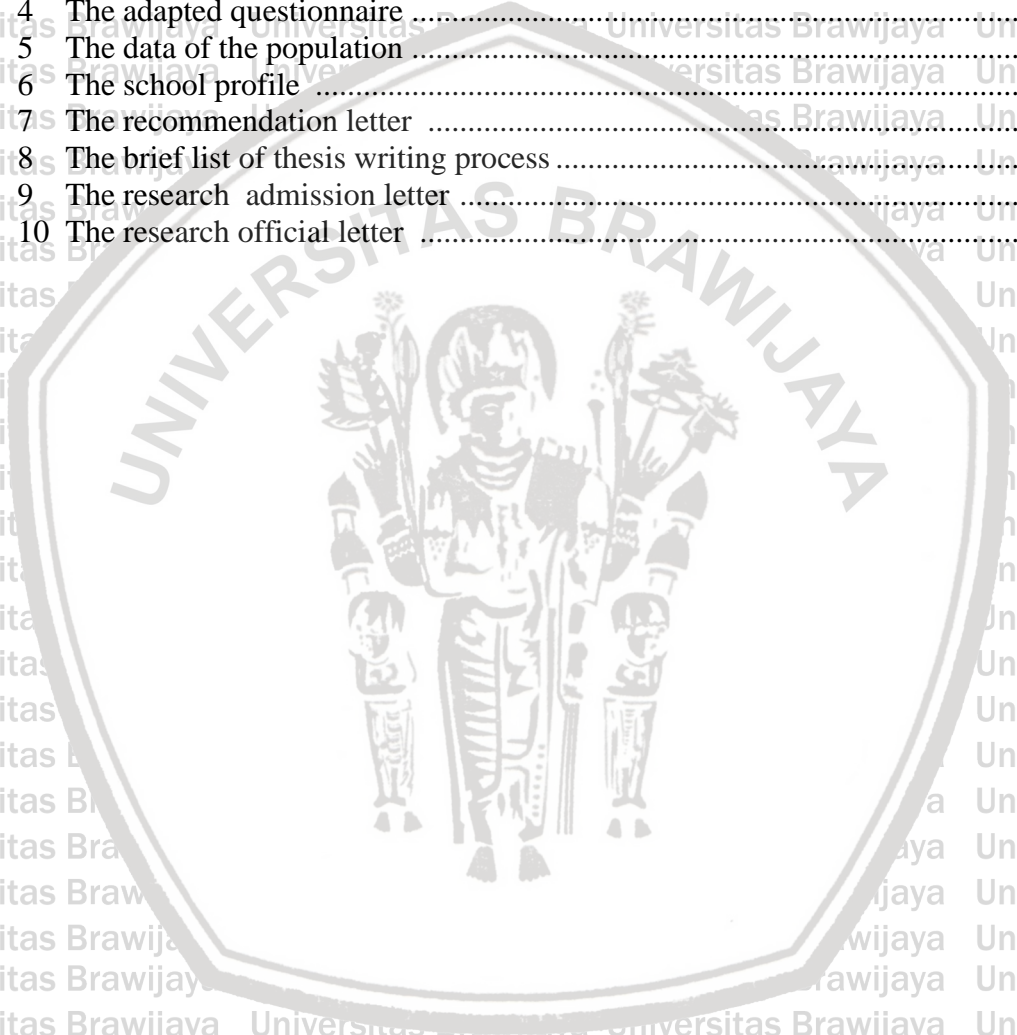 4 The adapted questionnaire ..........................................................................
5 The data of the population ..........................................................................
6 The school profile ..........................................................................
7 The recommendation letter ..........................................................................
8 The brief list of thesis writing process ..........................................................................
9 The research admission letter ..........................................................................
10 The research official letter ..........................................................................
UNIVERSITAS BRAWIJAYA